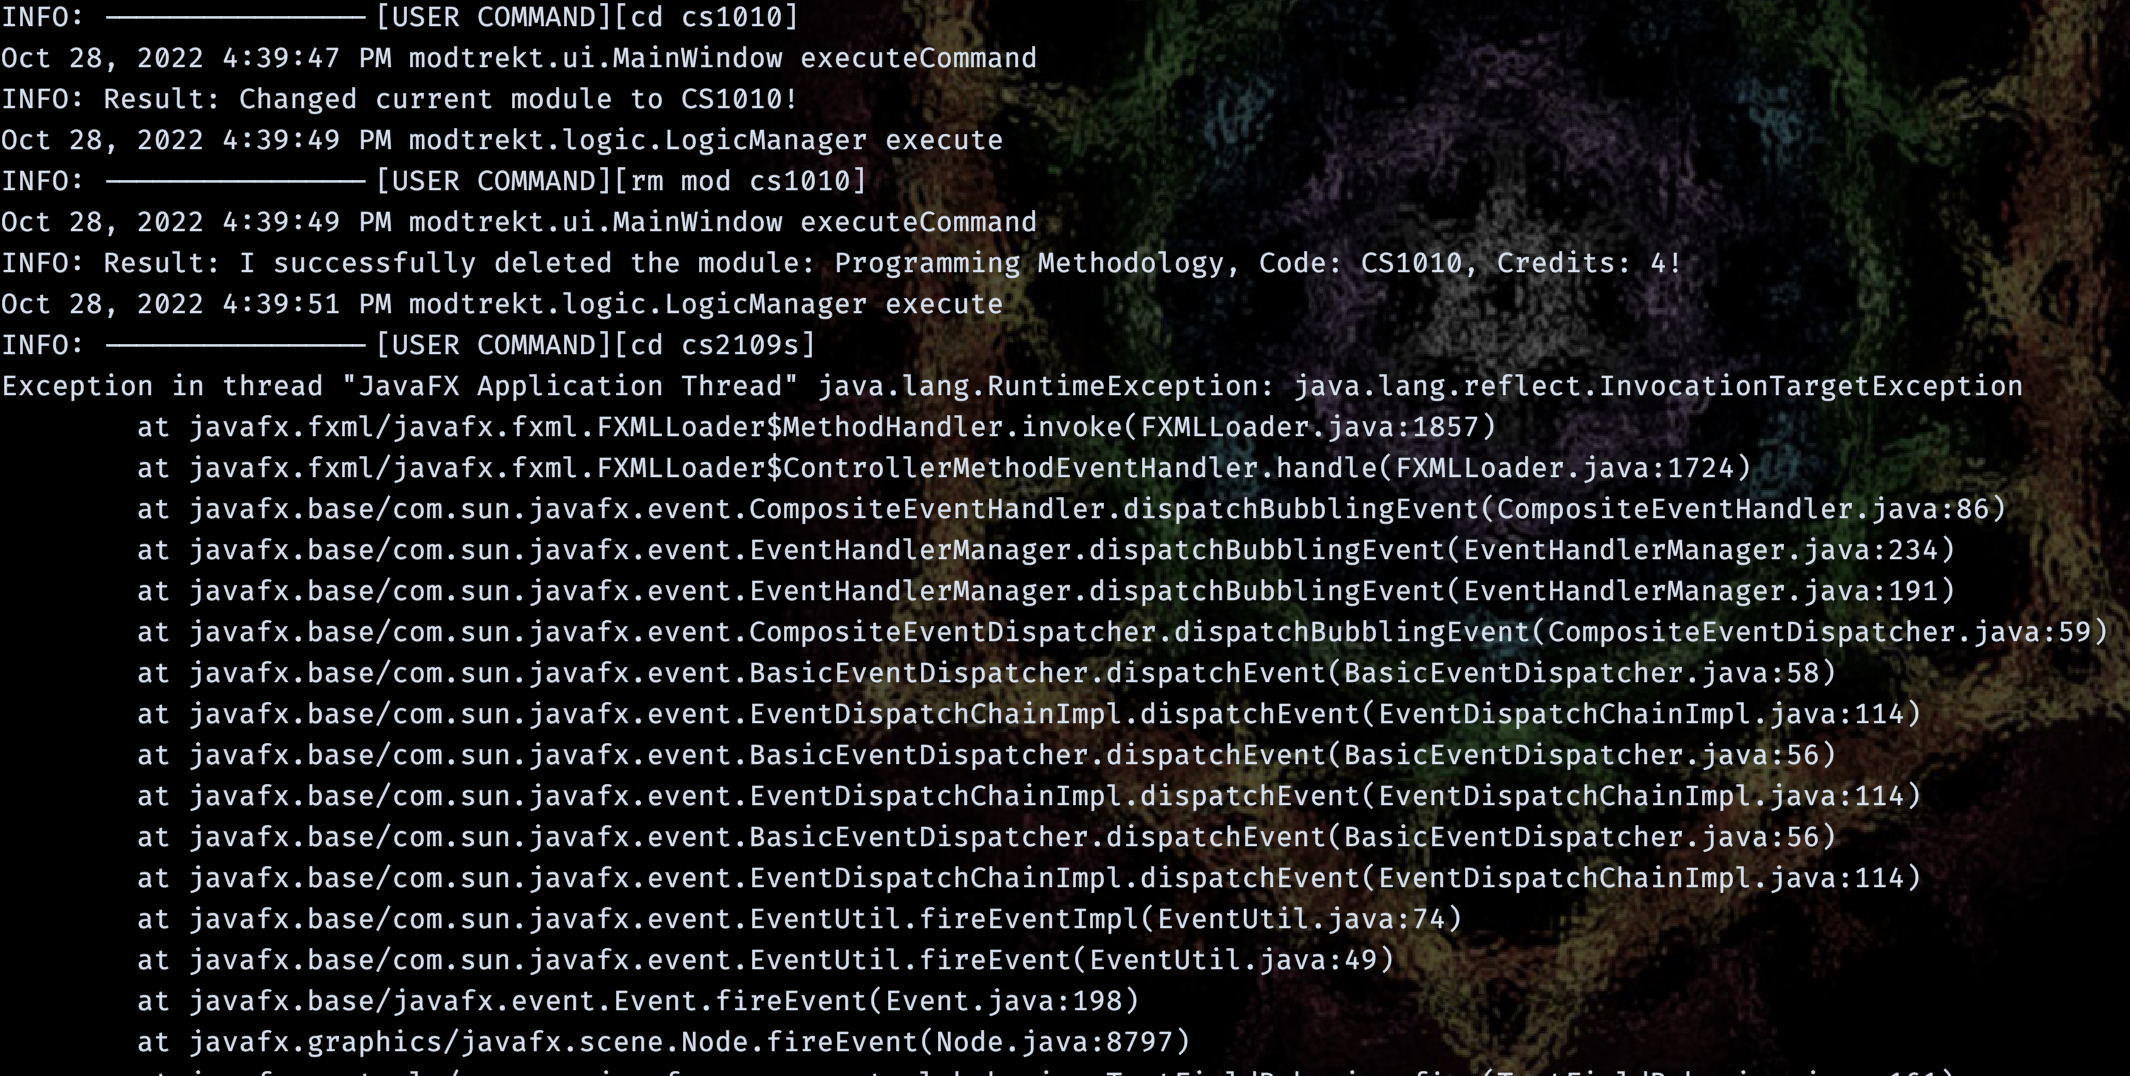 INFO: ———————————————— [USER COMMAND][cd cs1010]
Oct 28, 2022 4:39:47 PM modtrekt.ui.MainWindow executeCommand
INFO: Result: Changed current module to CS1010!
Oct 28, 2022 4:39:49 PM modtrekt.logic.LogicManager execute
INFO: ———————————————— [USER COMMAND][rm mod cs1010]
Oct 28, 2022 4:39:49 PM modtrekt.ui.MainWindow executeCommand
INFO: Result: I successfully deleted the module: Programming Methodology, Code: CS1010, Credits: 4!
Oct 28, 2022 4:39:51 PM modtrekt.logic.LogicManager execute
INFO: ———————————————— [USER COMMAND][cd cs2109s]
Exception in thread "JavaFX Application Thread" java.lang.RuntimeException: java.lang.reflect.InvocationTargetException
at javafx.fxml/javafx.fxml.FXMLLoader$MethodHandler.invoke(FXMLLoader.java:1857)
at javafx.fxml/javafx.fxml.FXMLLoader$ControllerMethodEventHandler.handle(FXMLLoader.java:1724)
at javafx.base/com.sun.javafx.event.CompositeEventHandler.dispatchBubblingEvent(CompositeEventHandler.java:86)
at javafx.base/com.sun.javafx.event.EventHandlerManager.dispatchBubblingEvent(EventHandlerManager.java:234)
at javafx.base/com.sun.javafx.event.EventHandlerManager.dispatchBubblingEvent(EventHandlerManager.java:191)
at javafx.base/com.sun.javafx.event.CompositeEventDispatcher.dispatchBubblingEvent(CompositeEventDispatcher.java:59)
at javafx.base/com.sun.javafx.event.BasicEventDispatcher.dispatchEvent(BasicEventDispatcher.java:58)
at javafx.base/com.sun.javafx.event.EventDispatchChainImpl.dispatchEvent(EventDispatchChainImpl.java:114)
at javafx.base/com.sun.javafx.event.BasicEventDispatcher.dispatchEvent(BasicEventDispatcher.java:56)
at javafx.base/com.sun.javafx.event.EventDispatchChainImpl.dispatchEvent(EventDispatchChainImpl.java:114)
at javafx.base/com.sun.javafx.event.BasicEventDispatcher.dispatchEvent(BasicEventDispatcher.java:56)
at javafx.base/com.sun.javafx.event.EventDispatchChainImpl.dispatchEvent(EventDispatchChainImpl.java:114)
at javafx.base/com.sun.javafx.event.EventUtil.fireEventImpl(EventUtil.java:74)
at javafx.base/com.sun.javafx.event.EventUtil.fireEvent(EventUtil.java:49)
at javafx.base/javafx.event.Event.fireEvent(Event.java:198)
at javafx.graphics/javafx.scene.Node.fireEvent(Node.java:8797)